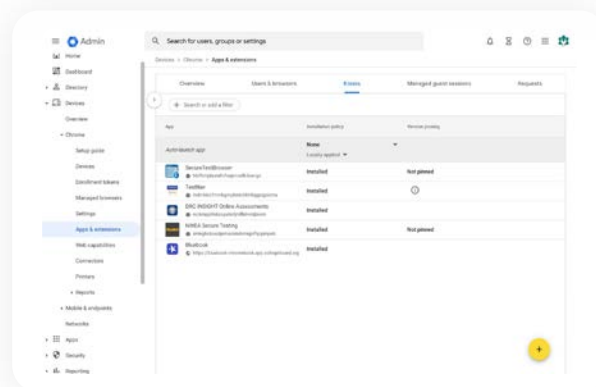 Admin
Search for users, groups or settings
Home
Devices > Chrome > Apps & extensions
Dashboard
Directory
Overview
Users & browsers
Kiosks
Managed guest sessions
Requests
Devices
Overview
+ Search or add a filter
Chrome
App
Installation policy
Version pinning
Setup guide
Auto-launch app
None
Locally applied
Devices
SecureTestBrowser
Installed
Not pinned
Enrollment tokens
TestNav
Installed
Managed browsers
Settings
DRC INSIGHT Online Assessments
Installed
Apps & extensions
NWEA Secure Testing
Installed
Not pinned
Web capabilities
Bluebook
Installed
Connectors
Printers
Reports
Mobile & endpoints
Networks
Apps
Security
Reporting